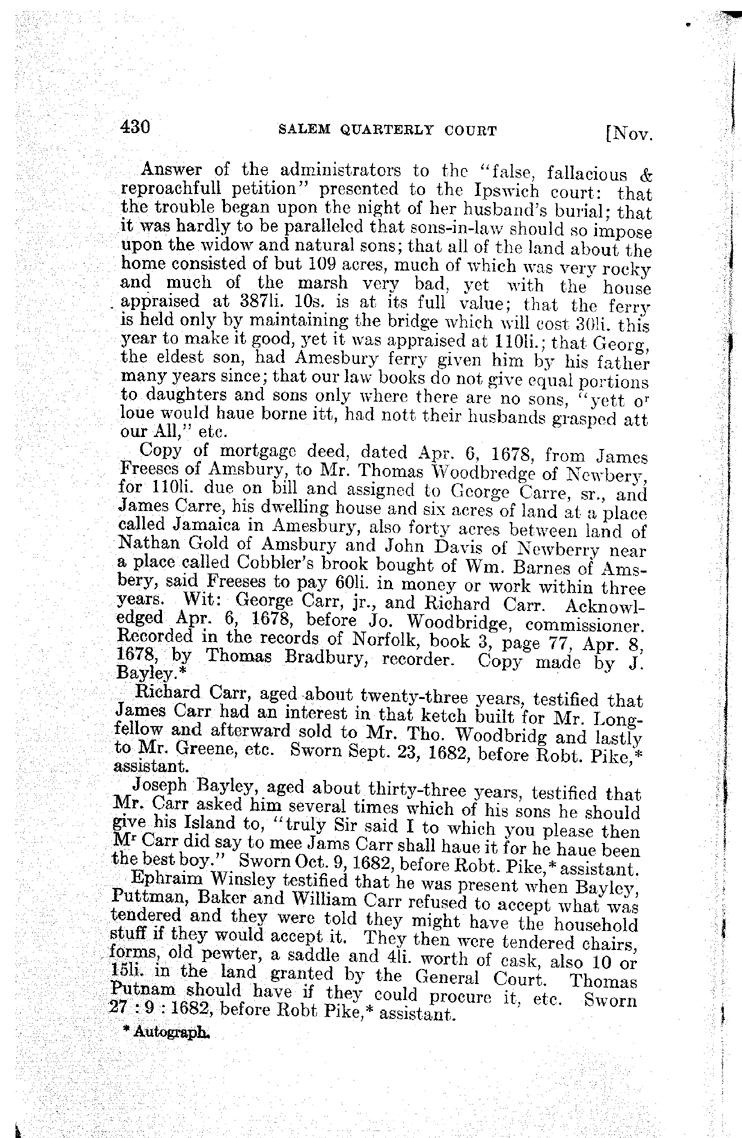 430 SALEM QUARTERLY COURT [Nov.
Answer of the administrators to the "false, fallacious &
reproachfull petition" presented to the Ipswich court: that
the trouble began upon the night of her husband's burial; that
it was hardly to be paralleled that sons-in-law should so impose
upon the widow and natural sons; that all of the land about the
home consisted of but 109 acres, much of which was very rocky
and much of the marsh very bad, yet with the house
appraised at 387li. 10s. is at its full value; that the ferry
is held only by maintaining the bridge which will cost 30li. this
year to make it good, yet it was appraised at 110li.; that Georg,
the eldest son, had Amesbury ferry given him by his father
many years since; that our law books do not give equal portions
to daughters and sons only where there are no sons, "yett oʳ
loue would haue borne itt, had nott their husbands grasped att
our All," etc.
Copy of mortgage deed, dated Apr. 6, 1678, from James
Freeses of Amsbury, to Mr. Thomas Woodbredge of Newbery,
for 110li. due on bill and assigned to George Carre, sr., and
James Carre, his dwelling house and six acres of land at a place
called Jamaica in Amesbury, also forty acres between land of
Nathan Gold of Amsbury and John Davis of Newberry near
a place called Cobbler's brook bought of Wm. Barnes of Ams-
bery, said Freeses to pay 60li. in money or work within three
years. Wit: George Carr, jr., and Richard Carr. Acknowl-
edged Apr. 6, 1678, before Jo. Woodbridge, commissioner.
Recorded in the records of Norfolk, book 3, page 77, Apr. 8,
1678, by Thomas Bradbury, recorder. Copy made by J.
Bayley.*
Richard Carr, aged about twenty-three years, testified that
James Carr had an interest in that ketch built for Mr. Long-
fellow and afterward sold to Mr. Tho. Woodbridg and lastly
to Mr. Greene, etc. Sworn Sept. 23, 1682, before Robt. Pike,*
assistant.
Joseph Bayley, aged about thirty-three years, testified that
Mr. Carr asked him several times which of his sons he should
give his Island to, "truly Sir said I to which you please then
Mʳ Carr did say to mee Jams Carr shall haue it for he haue been
the best boy." Sworn Oct. 9, 1682, before Robt. Pike,* assistant.
Ephraim Winsley testified that he was present when Bayley,
Puttman, Baker and William Carr refused to accept what was
tendered and they were told they might have the household
stuff if they would accept it. They then were tendered chairs,
forms, old pewter, a saddle and 4li. worth of cask, also 10 or
15li. in the land granted by the General Court. Thomas
Putnam should have if they could procure it, etc. Sworn
27 : 9 : 1682, before Robt Pike,* assistant.
* Autograph.